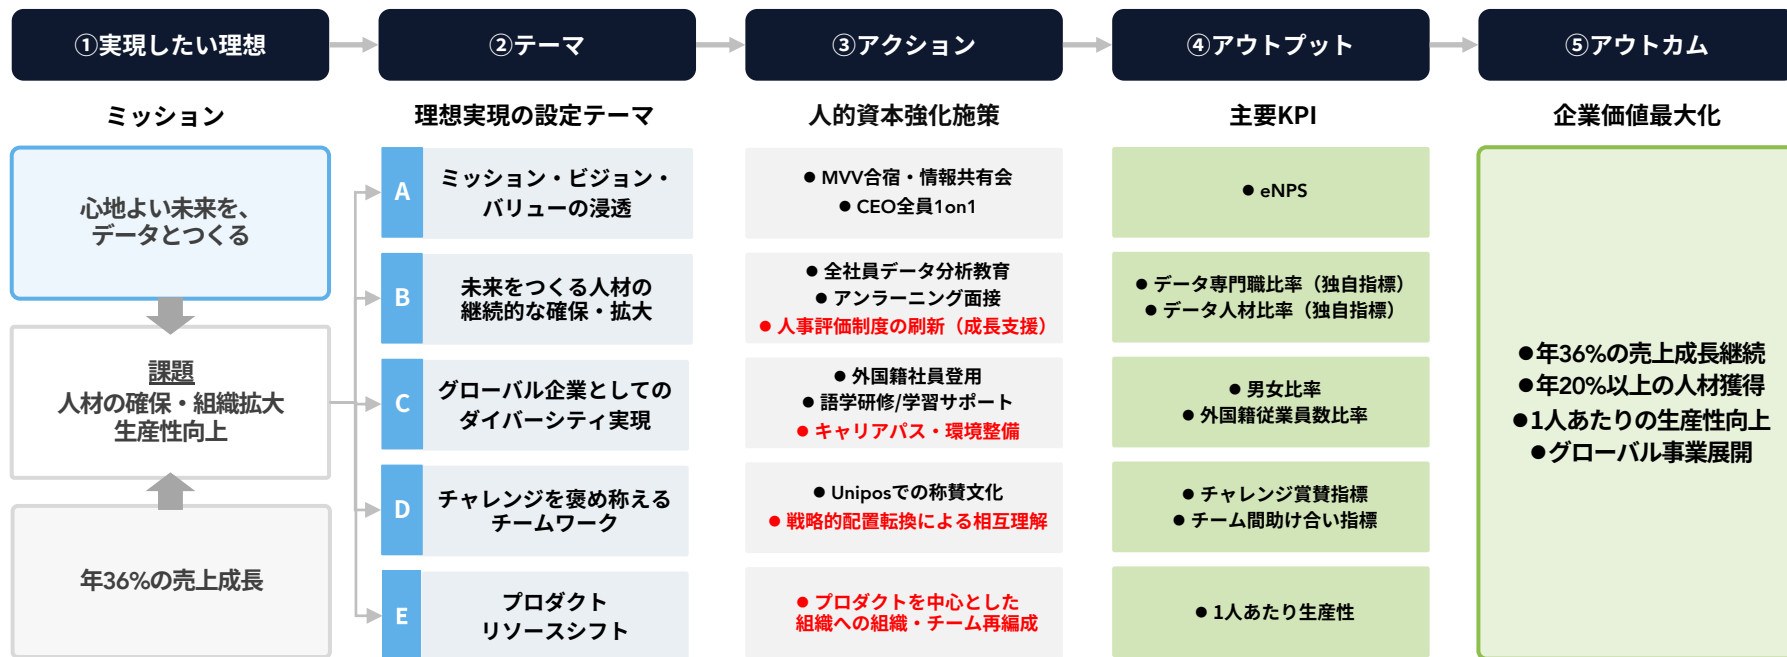 ①実現したい理想
②テーマ
③アクション
④アウトプット
⑤アウトカム
ミッション
理想実現の設定テーマ
人的資本強化施策
主要KPI
企業価値最大化
心地よい未来を、
データとつくる
課題
人材の確保・組織拡大
生産性向上
年36%の売上成長
A
ミッション・ビジョン・
バリューの浸透
● MVV合宿・情報共有会
● CEO全員1on1
● eNPS
B
未来をつくる人材の
継続的な確保・拡大
● 全社員データ分析教育
● アンラーニング面接
● 人事評価制度の刷新（成長支援）
● データ専門職比率（独自指標）
● データ人材比率（独自指標）
C
グローバル企業としての
ダイバーシティ実現
● 外国籍社員登用
● 語学研修/学習サポート
● キャリアパス・環境整備
● 男女比率
● 外国籍従業員数比率
D
チャレンジを褒め称える
チームワーク
● Uniposでの称賛文化
● 戦略的配置転換による相互理解
● チャレンジ賞賛指標
● チーム間助け合い指標
E
プロダクト
リソースシフト
● プロダクトを中心とした
組織への組織・チーム再編成
● 1人あたり生産性
●年36%の売上成長継続
●年20%以上の人材獲得
●1人あたりの生産性向上
●グローバル事業展開